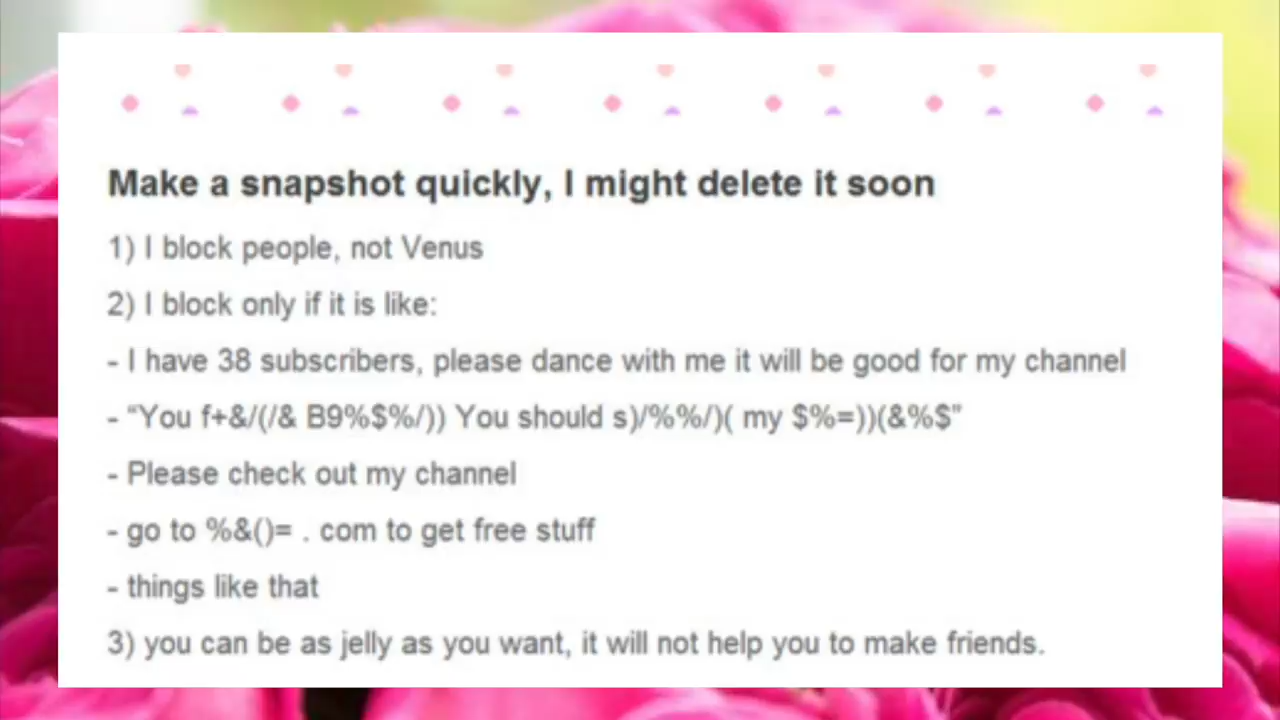 Make a snapshot quickly, I might delete it soon
1) I block people, not Venus
2) I block only if it is like:
- I have 38 subscribers, please dance with me it will be good for my channel
- “You f+&/(/& B9%$%/)) You should s)/%%/)( my $%=))(&%$”
- Please check out my channel
- go to %&()= . com to get free stuff
- things like that
3) you can be as jelly as you want, it will not help you to make friends.